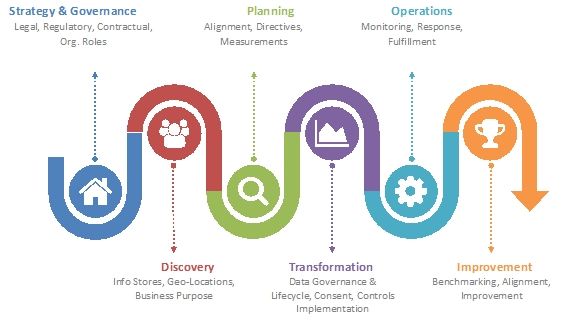 Strategy & Governance
Legal, Regulatory, Contractual,
Org. Roles
Planning
Alignment, Directives,
Measurements
Operations
Monitoring, Response,
Fulfillment
Discovery
Info Stores, Geo-Locations,
Business Purpose
Transformation
Data Governance &
Lifecycle, Consent, Controls
Implementation
Improvement
Benchmarking, Alignment,
Improvement